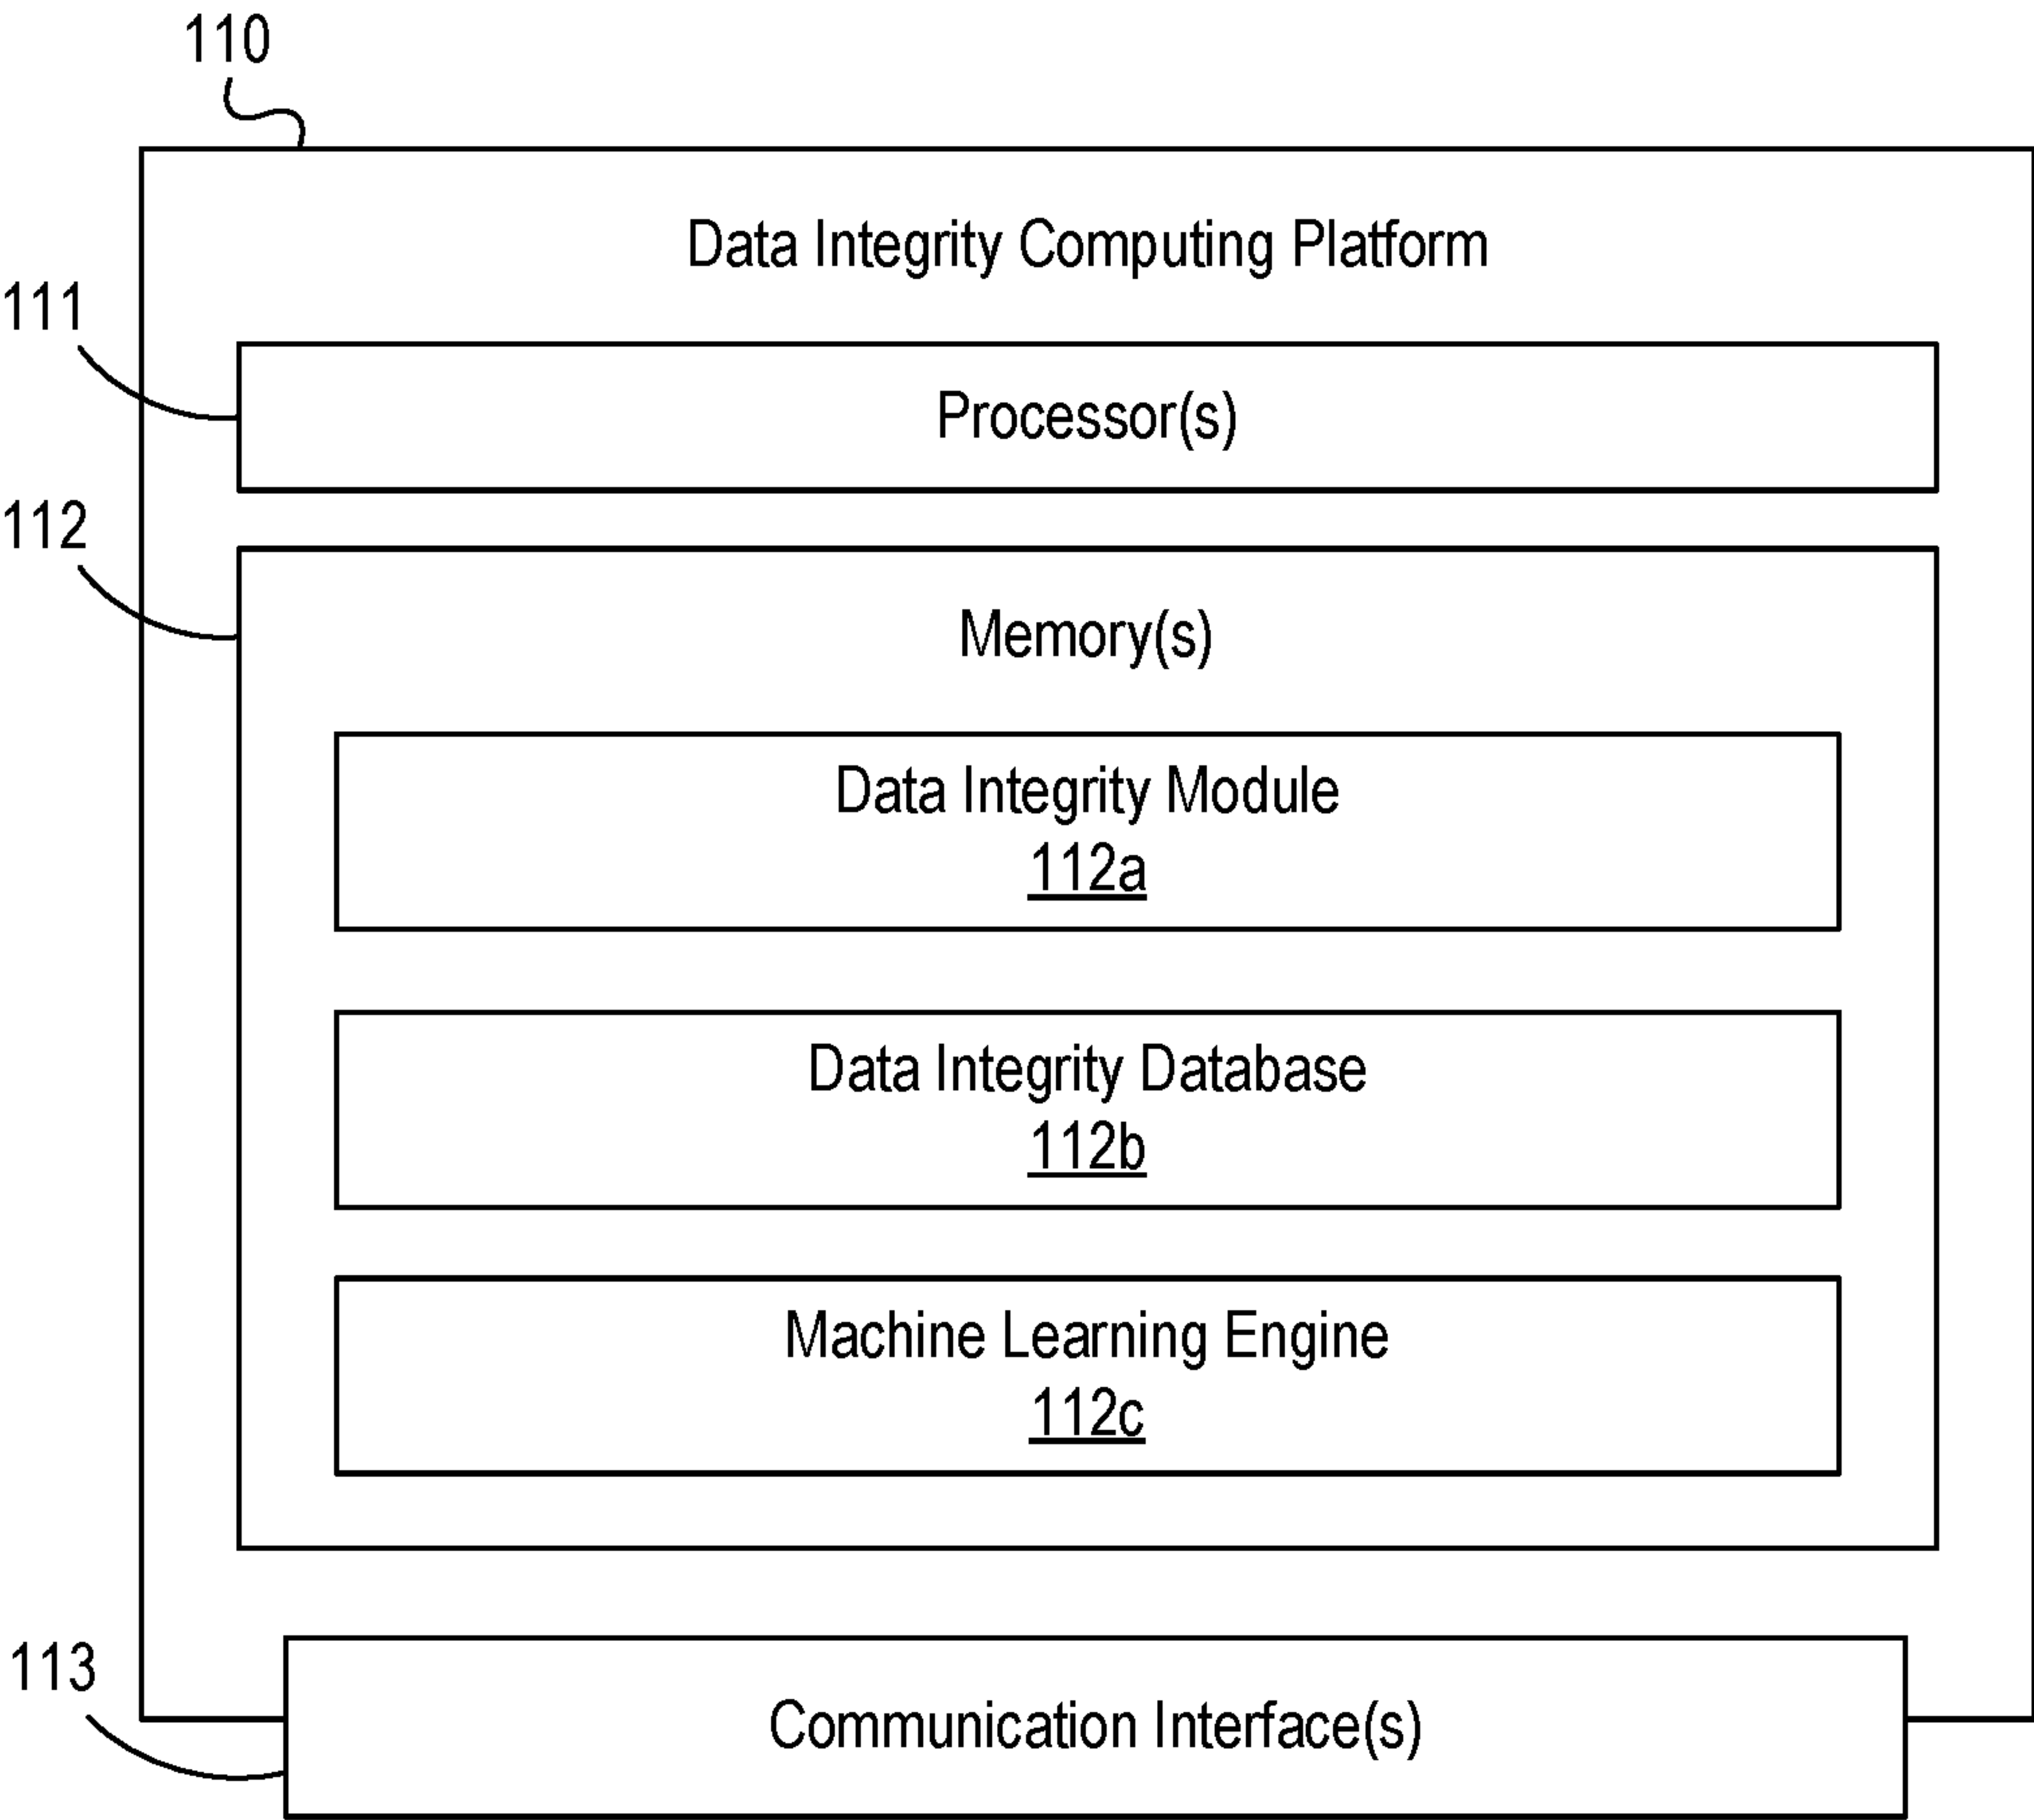 110
Data Integrity Computing Platform
111
Processor(s)
112
Memory(s)
Data Integrity Module
112a
Data Integrity Database
112b
Machine Learning Engine
112c
113
Communication Interface(s)